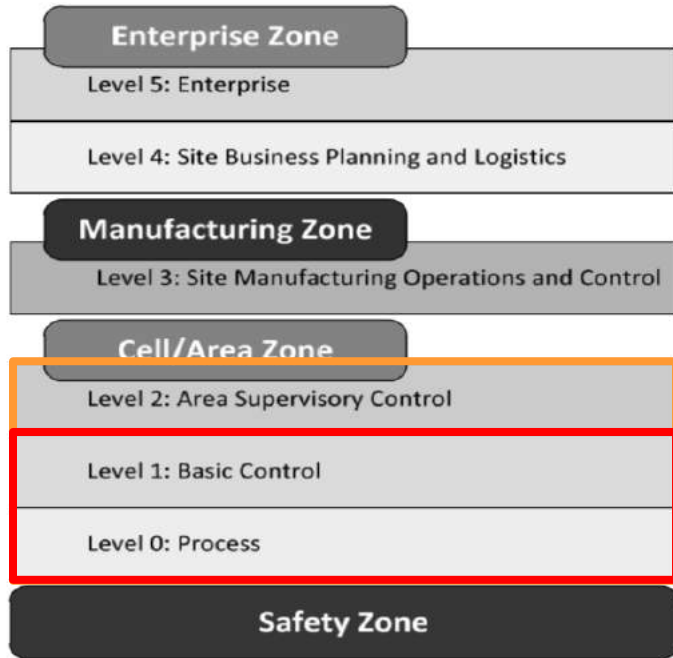 Enterprise Zone
Level 5: Enterprise
Level 4: Site Business Planning and Logistics
Manufacturing Zone
Level 3: Site Manufacturing Operations and Control
Cell/Area Zone
Level 2: Area Supervisory Control
Level 1: Basic Control
Level 0: Process
Safety Zone